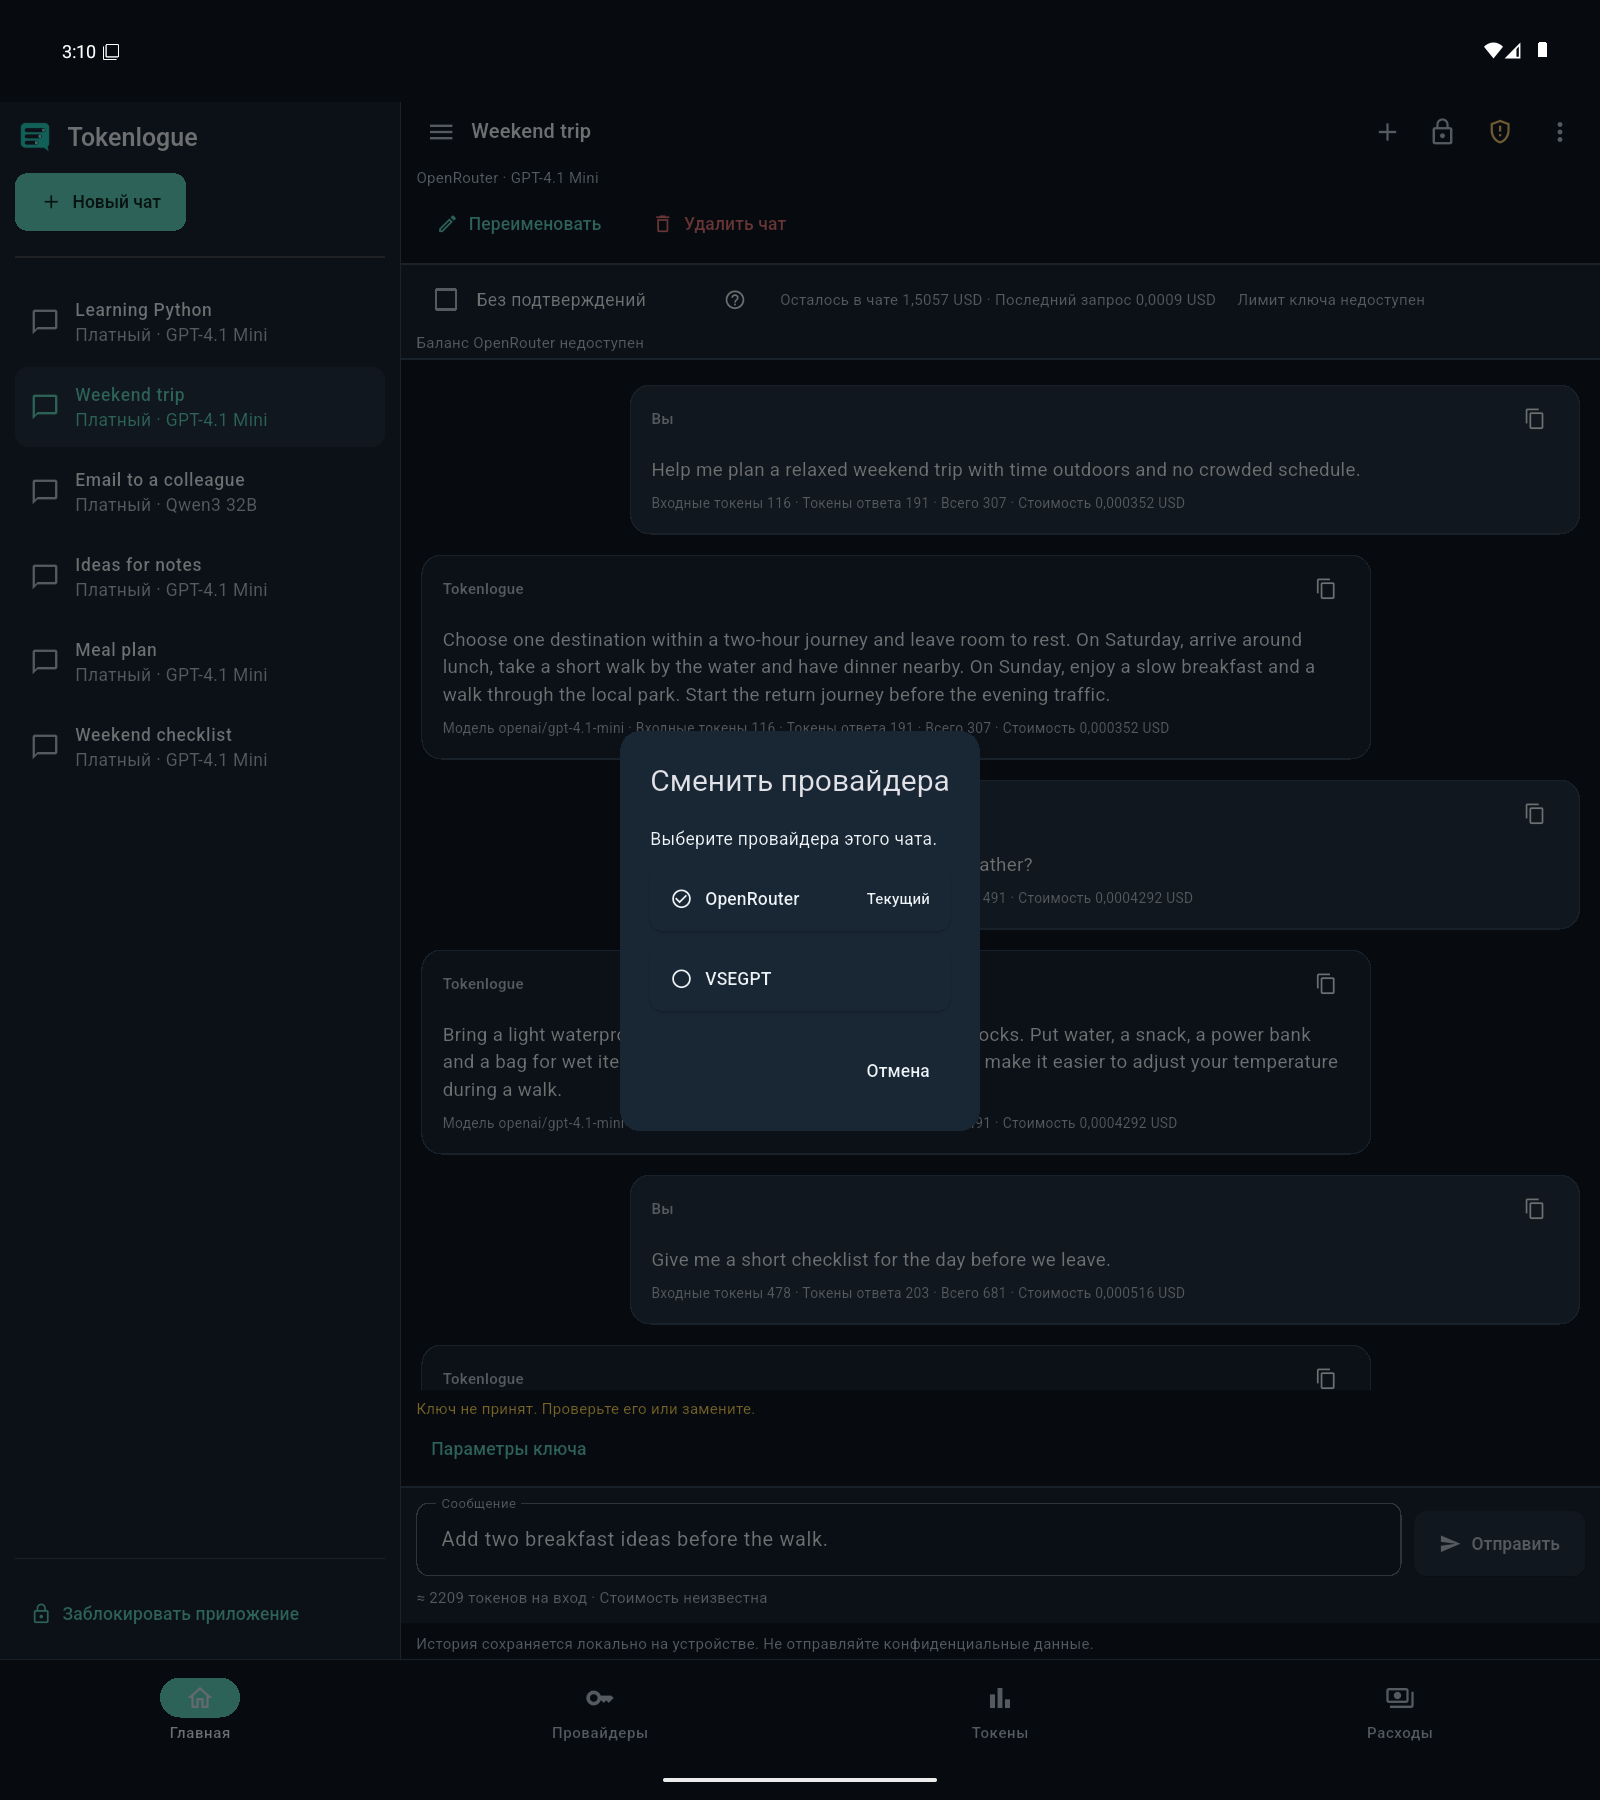 3:10
Tokenlogue
Новый чат
Learning Python
Платный · GPT-4.1 Mini
Weekend trip
Платный · GPT-4.1 Mini
Email to a colleague
Платный · Qwen3 32B
Ideas for notes
Платный · GPT-4.1 Mini
Meal plan
Платный · GPT-4.1 Mini
Weekend checklist
Платный · GPT-4.1 Mini
Заблокировать приложение
Weekend trip
OpenRouter · GPT-4.1 Mini
Переименовать
Удалить чат
Без подтверждений
Осталось в чате 1,5057 USD · Последний запрос 0,0009 USD
Лимит ключа недоступен
Баланс OpenRouter недоступен
Вы
Help me plan a relaxed weekend trip with time outdoors and no crowded schedule.
Входные токены 116 · Токены ответа 191 · Всего 307 · Стоимость 0,000352 USD
Tokenlogue
Choose one destination within a two-hour journey and leave room to rest. On Saturday, arrive around
lunch, take a short walk by the water and have dinner nearby. On Sunday, enjoy a slow breakfast and a
walk through the local park. Start the return journey before the evening traffic.
Модель openai/gpt-4.1-mini · Входные токены 116 · Токены ответа 191 · Всего 307 · Стоимость 0,000352 USD
Сменить провайдера
Выберите провайдера этого чата.
OpenRouter
Текущий
VSEGPT
Отмена
ather?
491 · Стоимость 0,0004292 USD
Tokenlogue
Bring a light waterpro
ocks. Put water, a snack, a power bank
and a bag for wet ite
make it easier to adjust your temperature
during a walk.
Модель openai/gpt-4.1-mini
91 · Стоимость 0,0004292 USD
Вы
Give me a short checklist for the day before we leave.
Входные токены 478 · Токены ответа 203 · Всего 681 · Стоимость 0,000516 USD
Tokenlogue
Ключ не принят. Проверьте его или замените.
Параметры ключа
Сообщение
Add two breakfast ideas before the walk.
Отправить
≈ 2209 токенов на вход · Стоимость неизвестна
История сохраняется локально на устройстве. Не отправляйте конфиденциальные данные.
Главная
Провайдеры
Токены
Расходы